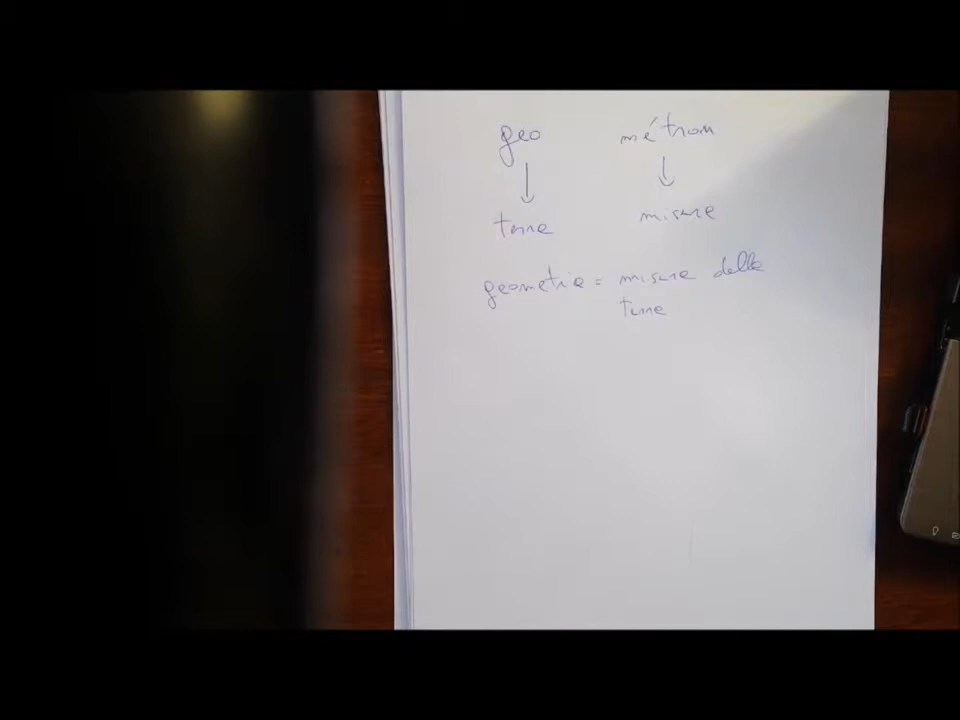 geo métron
↓ ↓
terra misura
geometria = misura della
terra